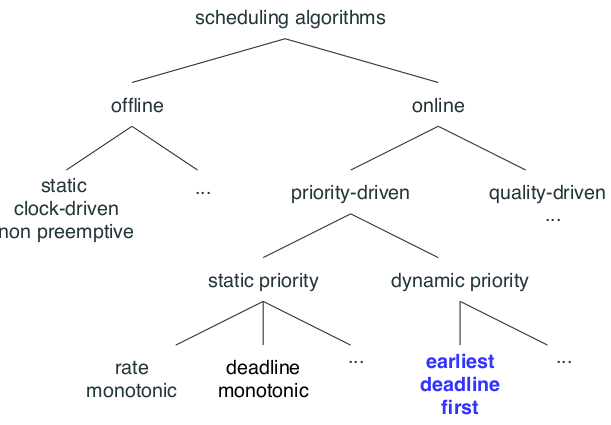 scheduling algorithms
offline
online
static
clock-driven
non preemptive
...
priority-driven
quality-driven
...
static priority
dynamic priority
rate
monotonic
deadline
monotonic
...
earliest
deadline
first
...